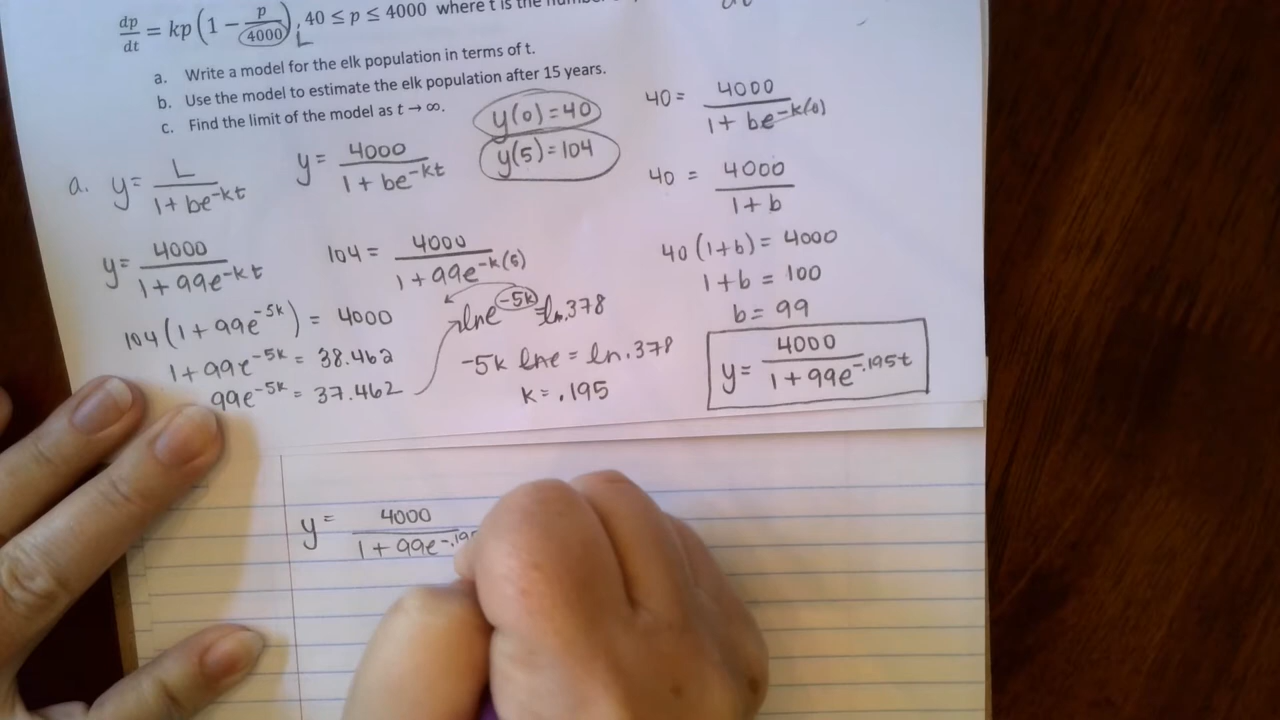 dp/dt = kp(1 - p/4000), 40 ≤ p ≤ 4000 where t is the
L
a. Write a model for the elk population in terms of t.
b. Use the model to estimate the elk population after 15 years.
c. Find the limit of the model as t → ∞.
y(0)=40
y(5)=104
a. y= L/(1+be^-kt)
y= 4000/(1+be^-kt)
y= 4000/(1+99e^-kt)
104= 4000/(1+99e^-k(5))
104(1+99e^-5k) = 4000
1+99e^-5k = 38.462
99e^-5k = 37.462
lne^-5k = ln.378
-5k lne = ln.378
k= .195
40= 4000/(1+be^-k(0))
40 = 4000/(1+b)
40(1+b)= 4000
1+b = 100
b= 99
y= 4000/(1+99e^-.195t)
y= 4000/(1+99e^-.195